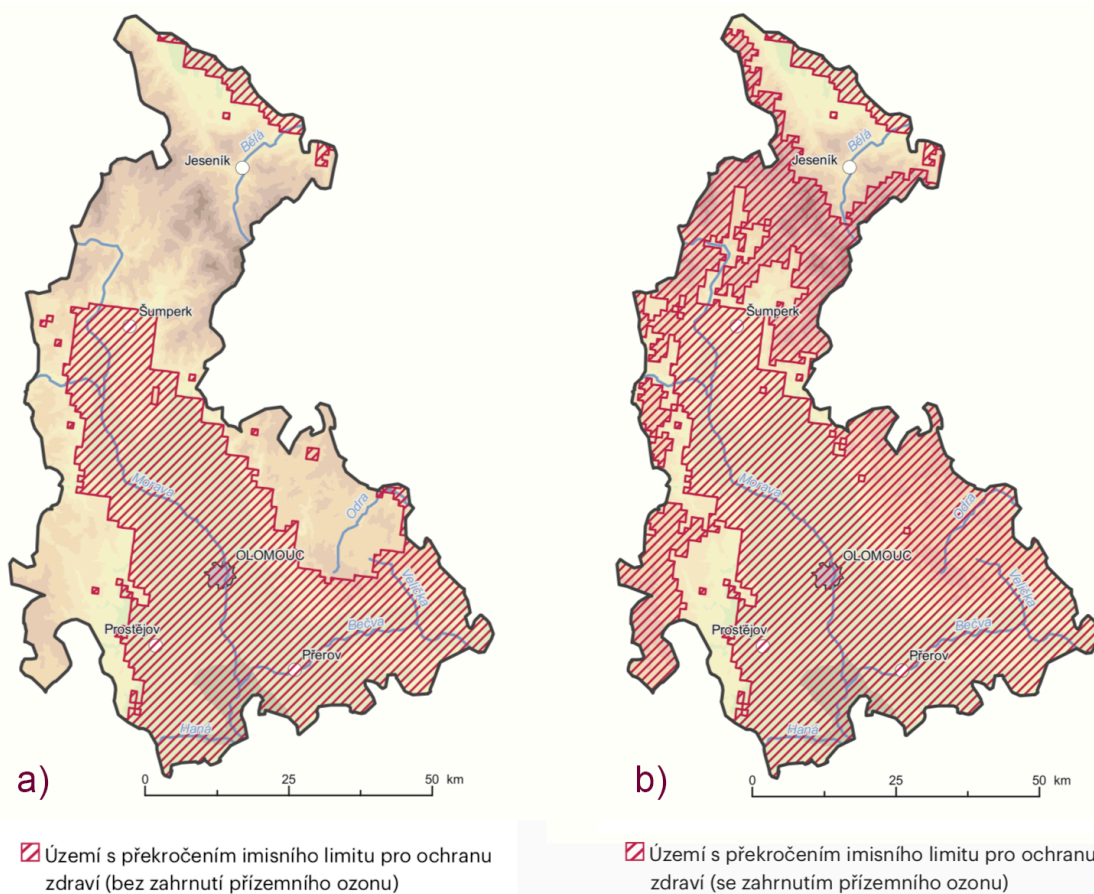 Bělá
Jeseník
Šumperk
Morava
Odra
OLOMOUC
Velička
Prostějov
Bečva
Přerov
Haná
a)
0 25 50 km
Území s překročením imisního limitu pro ochranu
zdraví (bez zahrnutí přízemního ozonu)
Bělá
Jeseník
Šumperk
Morava
Odra
OLOMOUC
Velička
Prostějov
Bečva
Přerov
Haná
b)
0 25 50 km
Území s překročením imisního limitu pro ochranu
zdraví (se zahrnutím přízemního ozonu)